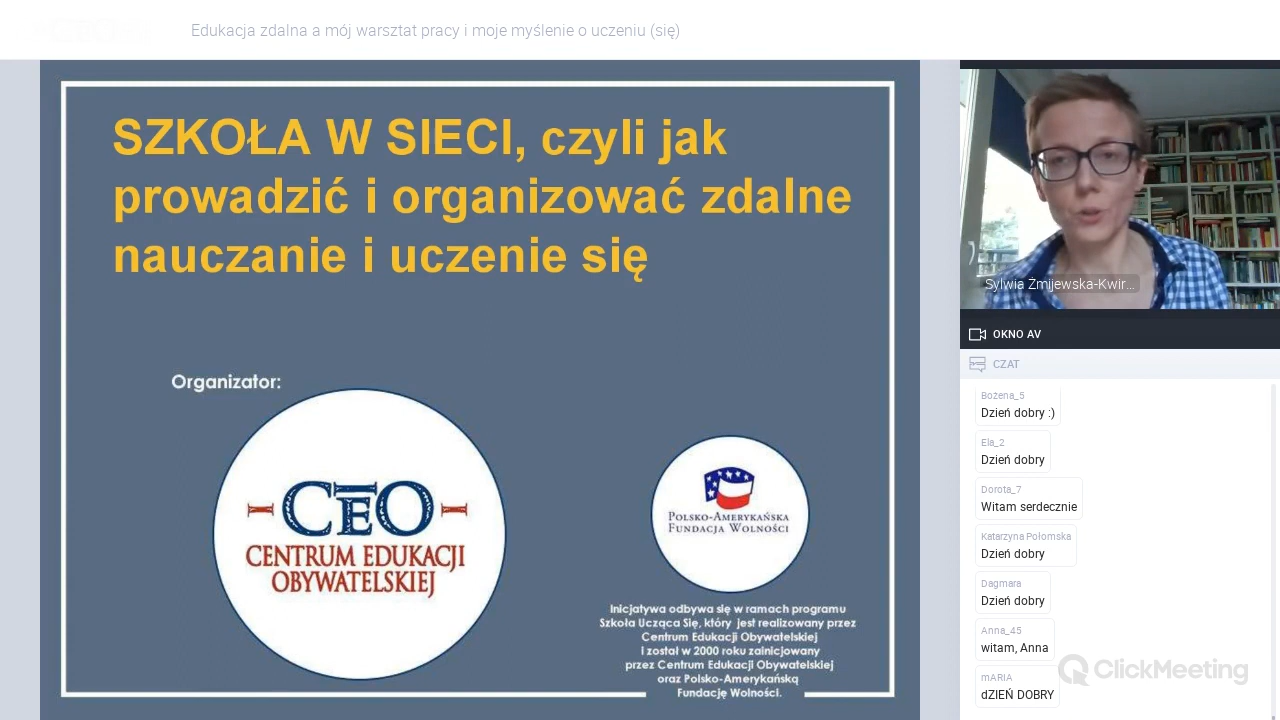 Edukacja zdalna a mój warsztat pracy i moje myślenie o uczeniu (się)
SZKOŁA W SIECI, czyli jak
prowadzić i organizować zdalne
nauczanie i uczenie się
Organizator:
CEO
CENTRUM EDUKACJI
OBYWATELSKIEJ
POLSKO-AMERYKAŃSKA
FUNDACJA WOLNOŚCI
Inicjatywa odbywa się w ramach programu
Szkoła Ucząca Się, który jest realizowany przez
Centrum Edukacji Obywatelskiej
i został w 2000 roku zainicjowany
przez Centrum Edukacji Obywatelskiej
oraz Polsko-Amerykańską
Fundację Wolności.
Sylwia Żmijewska-Kwir...
OKNO AV
CZAT
Bożena_5
Dzień dobry :)
Ela_2
Dzień dobry
Dorota_7
Witam serdecznie
Katarzyna Połomska
Dzień dobry
Dagmara
Dzień dobry
Anna_45
witam, Anna
mARIA
dZIEŃ DOBRY
ClickMeeting